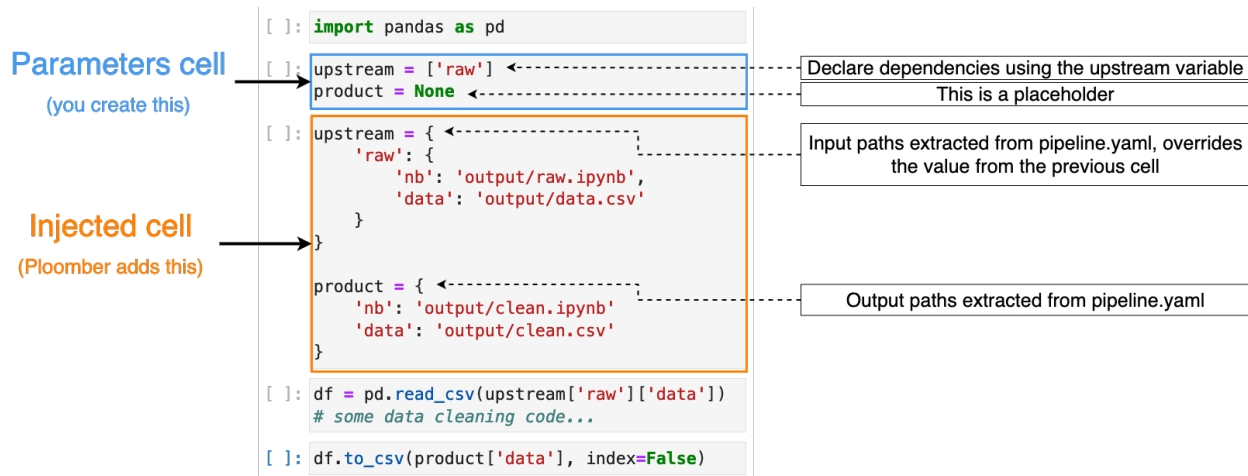 [ ]: import pandas as pd
Parameters cell
(you create this)
[ ]: upstream = ['raw']
product = None
Declare dependencies using the upstream variable
This is a placeholder
Injected cell
(Ploomber adds this)
[ ]: upstream = {
    'raw': {
        'nb': 'output/raw.ipynb',
        'data': 'output/data.csv'
    }
}
product = {
    'nb': 'output/clean.ipynb'
    'data': 'output/clean.csv'
}
Input paths extracted from pipeline.yaml, overrides
the value from the previous cell
Output paths extracted from pipeline.yaml
[ ]: df = pd.read_csv(upstream['raw']['data'])
# some data cleaning code...
[ ]: df.to_csv(product['data'], index=False)